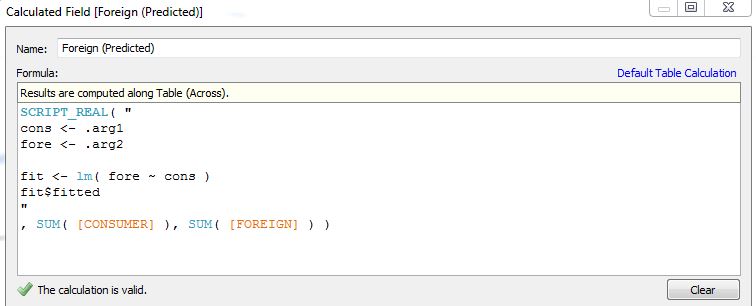 Calculated Field [Foreign (Predicted)]
Name: Foreign (Predicted)
Formula: Default Table Calculation
Results are computed along Table (Across).
SCRIPT_REAL( "
cons <- .arg1
fore <- .arg2
fit <- lm( fore ~ cons )
fit$fitted
"
, SUM( [CONSUMER] ), SUM( [FOREIGN] ) )
The calculation is valid. Clear